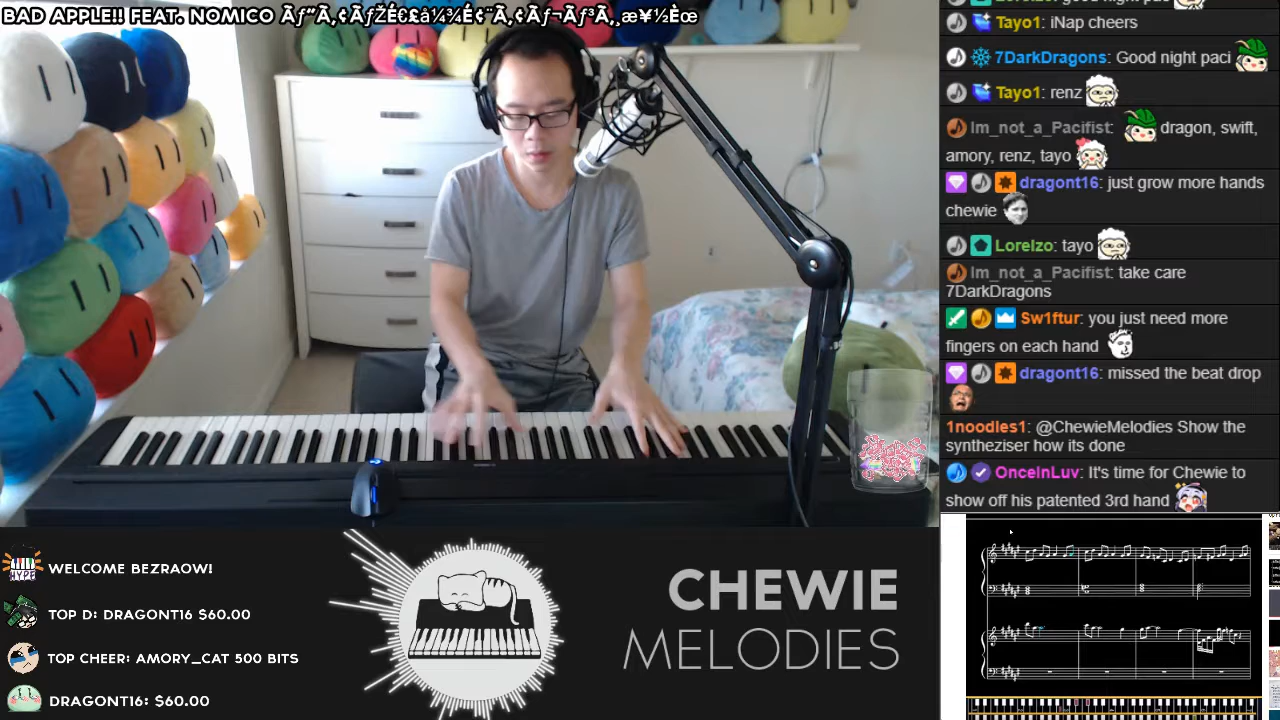 BAD APPLE!! FEAT. NOMICO
Tayo1: iNap cheers
7DarkDragons: Good night paci
Tayo1: renz
Im_not_a_Pacifist: dragon, swift,
amory, renz, tayo
dragont16: just grow more hands
chewie
Lorelzo: tayo
Im_not_a_Pacifist: take care
7DarkDragons
Sw1ftur: you just need more
fingers on each hand
dragont16: missed the beat drop
1noodles1: @ChewieMelodies Show the
syntheziser how its done
OnceInLuv: It's time for Chewie to
show off his patented 3rd hand
HYPE
WELCOME BEZRAOW!
TOP D: DRAGONT16 $60.00
TOP CHEER: AMORY_CAT 500 BITS
DRAGONT16: $60.00
CHEWIE
MELODIES